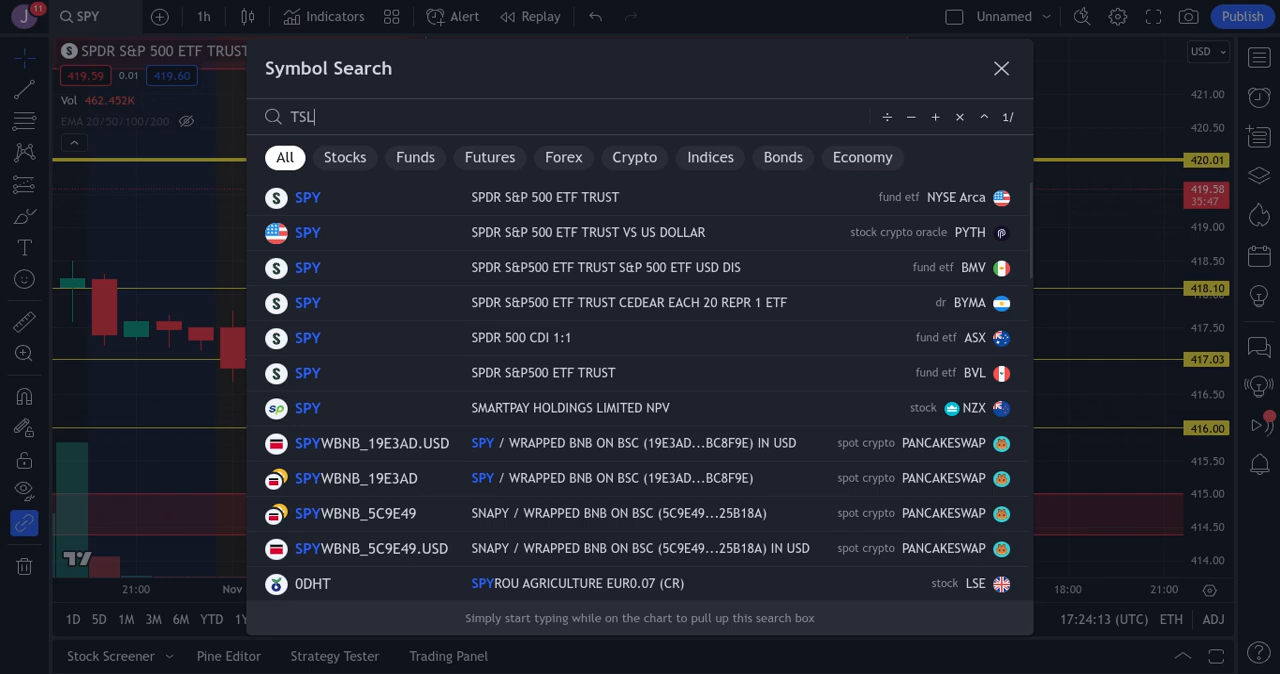 J
11
SPY
1h
Indicators
Alert
Replay
Unnamed
Publish
S SPDR S&P 500 ETF TRUST
419.59 0.01 419.60
Vol 462.452K
EMA 20/50/100/200
USD
Symbol Search
TSL
÷ − + × ^ 1/
All Stocks Funds Futures Forex Crypto Indices Bonds Economy
S SPY SPDR S&P 500 ETF TRUST fund etf NYSE Arca
SPY SPDR S&P 500 ETF TRUST VS US DOLLAR stock crypto oracle PYTH
S SPY SPDR S&P500 ETF TRUST S&P 500 ETF USD DIS fund etf BMV
S SPY SPDR S&P500 ETF TRUST CEDEAR EACH 20 REPR 1 ETF dr BYMA
S SPY SPDR 500 CDI 1:1 fund etf ASX
S SPY SPDR S&P500 ETF TRUST fund etf BVL
sp SPY SMARTPAY HOLDINGS LIMITED NPV stock NZX
SPYWBNB_19E3AD.USD SPY / WRAPPED BNB ON BSC (19E3AD...BC8F9E) IN USD spot crypto PANCAKESWAP
SPYWBNB_19E3AD SPY / WRAPPED BNB ON BSC (19E3AD...BC8F9E) spot crypto PANCAKESWAP
SPYWBNB_5C9E49 SNAPY / WRAPPED BNB ON BSC (5C9E49...25B18A) spot crypto PANCAKESWAP
SPYWBNB_5C9E49.USD SNAPY / WRAPPED BNB ON BSC (5C9E49...25B18A) IN USD spot crypto PANCAKESWAP
0DHT SPYROU AGRICULTURE EUR0.07 (CR) stock LSE
Simply start typing while on the chart to pull up this search box
421.00
420.50
420.01
419.58
35:47
419.00
418.50
418.10
417.50
417.03
416.50
416.00
415.50
415.00
414.50
414.00
21:00 Nov 18:00 21:00
1D 5D 1M 3M 6M YTD 17:24:13 (UTC) ETH ADJ
Stock Screener Pine Editor Strategy Tester Trading Panel